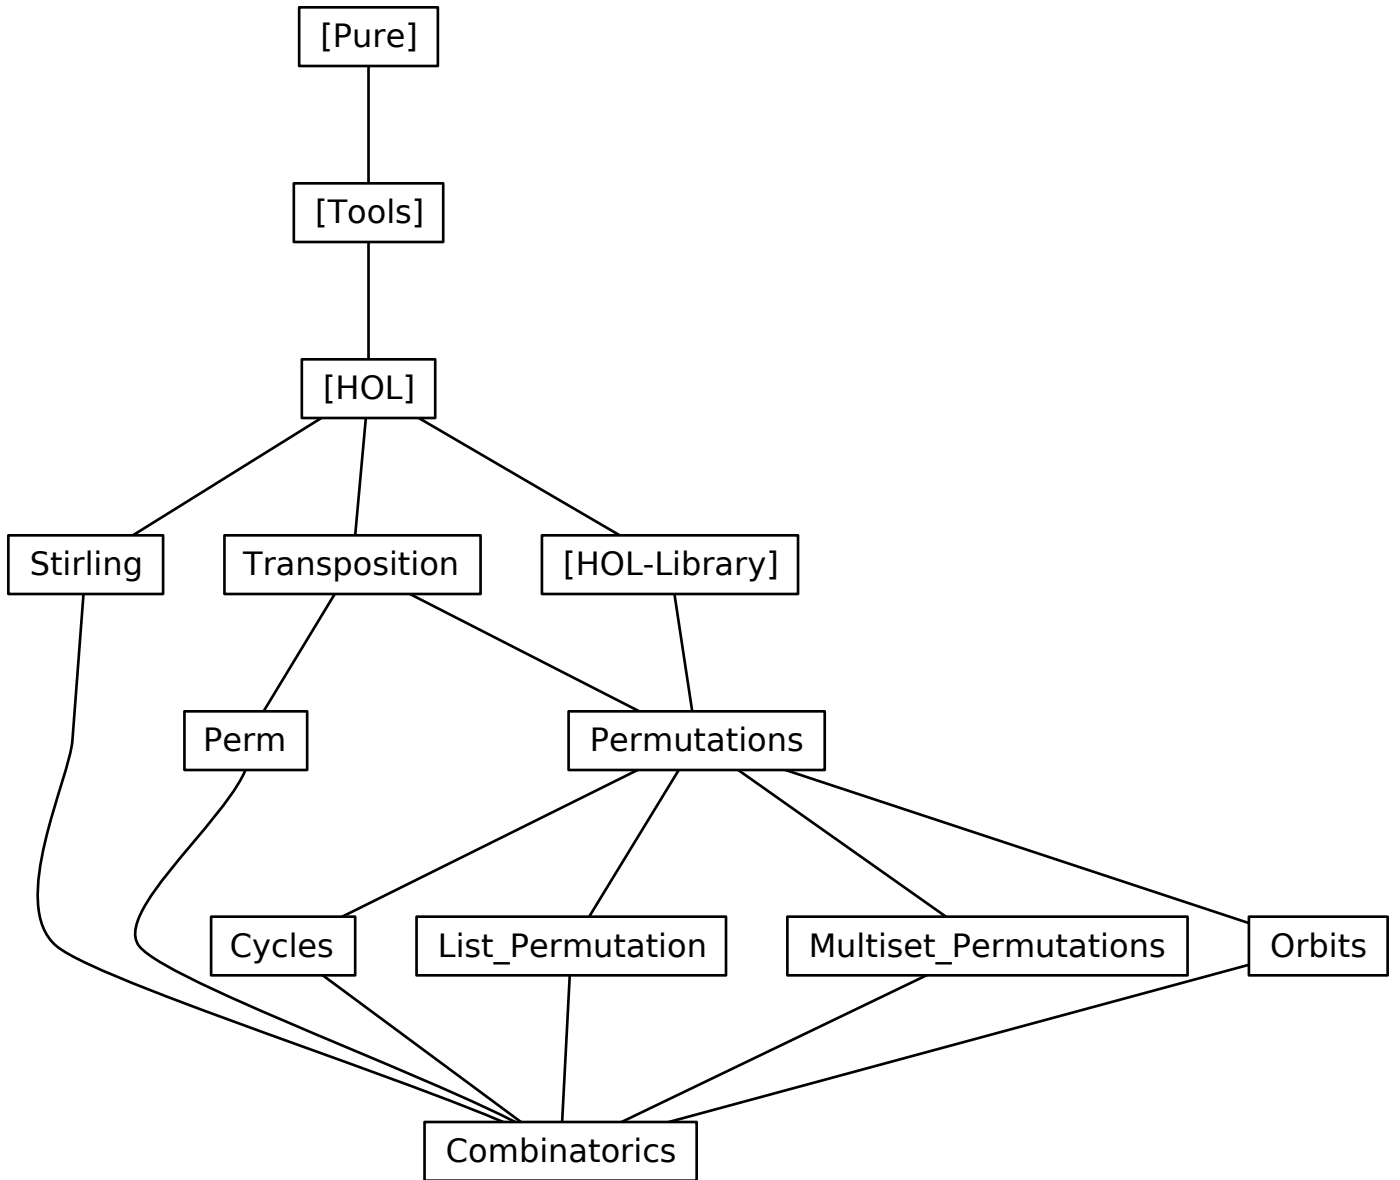 [Pure]
[Tools]
[HOL]
Stirling
Transposition
[HOL-Library]
Perm
Permutations
Cycles
List_Permutation
Multiset_Permutations
Orbits
Combinatorics